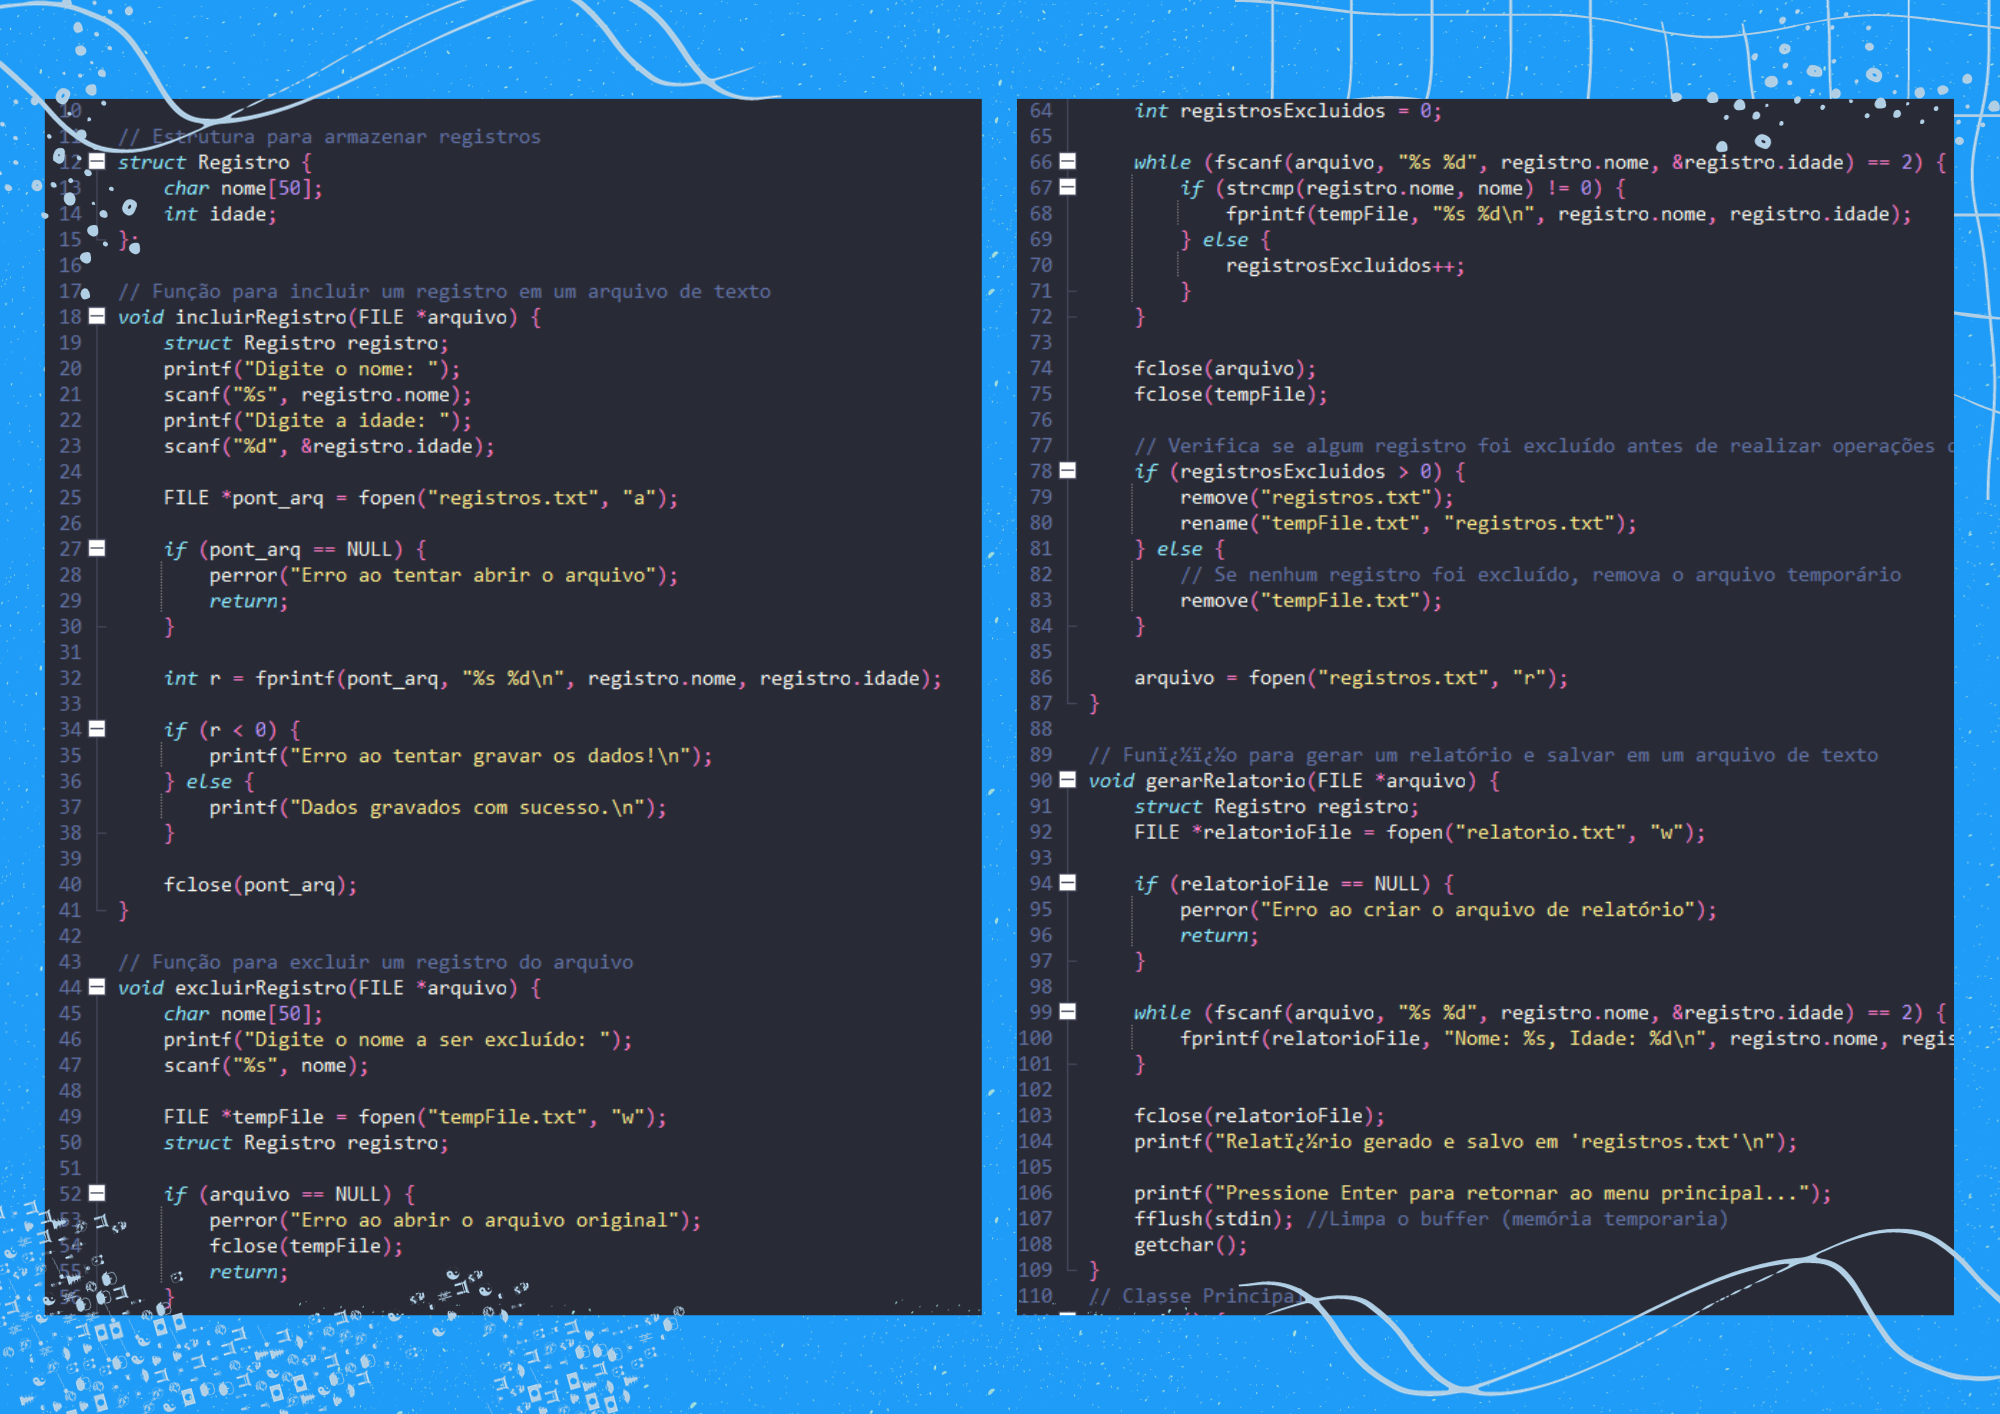 10
11 // Estrutura para armazenar registros
12 struct Registro {
13     char nome[50];
14     int idade;
15 };
16
17 // Função para incluir um registro em um arquivo de texto
18 void incluirRegistro(FILE *arquivo) {
19     struct Registro registro;
20     printf("Digite o nome: ");
21     scanf("%s", registro.nome);
22     printf("Digite a idade: ");
23     scanf("%d", &registro.idade);
24
25     FILE *pont_arq = fopen("registros.txt", "a");
26
27     if (pont_arq == NULL) {
28         perror("Erro ao tentar abrir o arquivo");
29         return;
30     }
31
32     int r = fprintf(pont_arq, "%s %d\n", registro.nome, registro.idade);
33
34     if (r < 0) {
35         printf("Erro ao tentar gravar os dados!\n");
36     } else {
37         printf("Dados gravados com sucesso.\n");
38     }
39
40     fclose(pont_arq);
41 }
42
43 // Função para excluir um registro do arquivo
44 void excluirRegistro(FILE *arquivo) {
45     char nome[50];
46     printf("Digite o nome a ser excluído: ");
47     scanf("%s", nome);
48
49     FILE *tempFile = fopen("tempFile.txt", "w");
50     struct Registro registro;
51
52     if (arquivo == NULL) {
53         perror("Erro ao abrir o arquivo original");
54         fclose(tempFile);
55         return;
56     }
64     int registrosExcluidos = 0;
65
66     while (fscanf(arquivo, "%s %d", registro.nome, &registro.idade) == 2) {
67         if (strcmp(registro.nome, nome) != 0) {
68             fprintf(tempFile, "%s %d\n", registro.nome, registro.idade);
69         } else {
70             registrosExcluidos++;
71         }
72     }
73
74     fclose(arquivo);
75     fclose(tempFile);
76
77     // Verifica se algum registro foi excluído antes de realizar operações
78     if (registrosExcluidos > 0) {
79         remove("registros.txt");
80         rename("tempFile.txt", "registros.txt");
81     } else {
82         // Se nenhum registro foi excluído, remova o arquivo temporário
83         remove("tempFile.txt");
84     }
85
86     arquivo = fopen("registros.txt", "r");
87 }
88
89 // Funï¿½ï¿½o para gerar um relatório e salvar em um arquivo de texto
90 void gerarRelatorio(FILE *arquivo) {
91     struct Registro registro;
92     FILE *relatorioFile = fopen("relatorio.txt", "w");
93
94     if (relatorioFile == NULL) {
95         perror("Erro ao criar o arquivo de relatório");
96         return;
97     }
98
99     while (fscanf(arquivo, "%s %d", registro.nome, &registro.idade) == 2) {
100         fprintf(relatorioFile, "Nome: %s, Idade: %d\n", registro.nome, regis
101     }
102
103     fclose(relatorioFile);
104     printf("Relatï¿½rio gerado e salvo em 'registros.txt'\n");
105
106     printf("Pressione Enter para retornar ao menu principal...");
107     fflush(stdin); //Limpa o buffer (memória temporaria)
108     getchar();
109 }
110 // Classe Principal